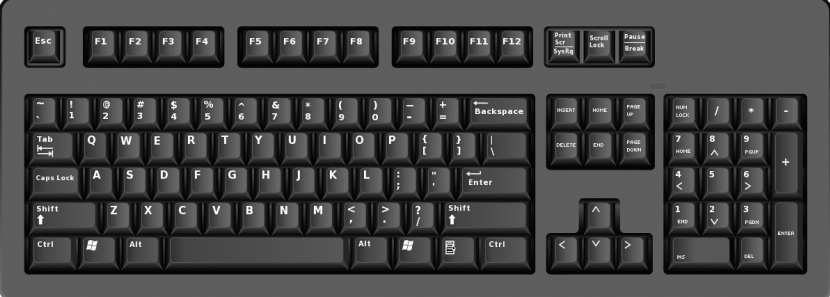 Esc F1 F2 F3 F4 F5 F6 F7 F8 F9 F10 F11 F12 Print Scr SysRq Scroll Lock Pause Break
~ ` ! 1 @ 2 # 3 $ 4 % 5 ^ 6 & 7 * 8 ( 9 ) 0 — - + = Backspace INSERT HOME PAGE UP NUM LOCK / * -
Tab Q W E R T Y U I O P { [ } ] | \ DELETE END PAGE DOWN 7 HOME 8 9 PGUP +
Caps Lock A S D F G H J K L : ; " ' Enter 4 < 5 6 >
Shift Z X C V B N M < , > . ? / Shift 1 END 2 3 PGDN ENTER
Ctrl Alt Alt Ctrl < > INS DEL